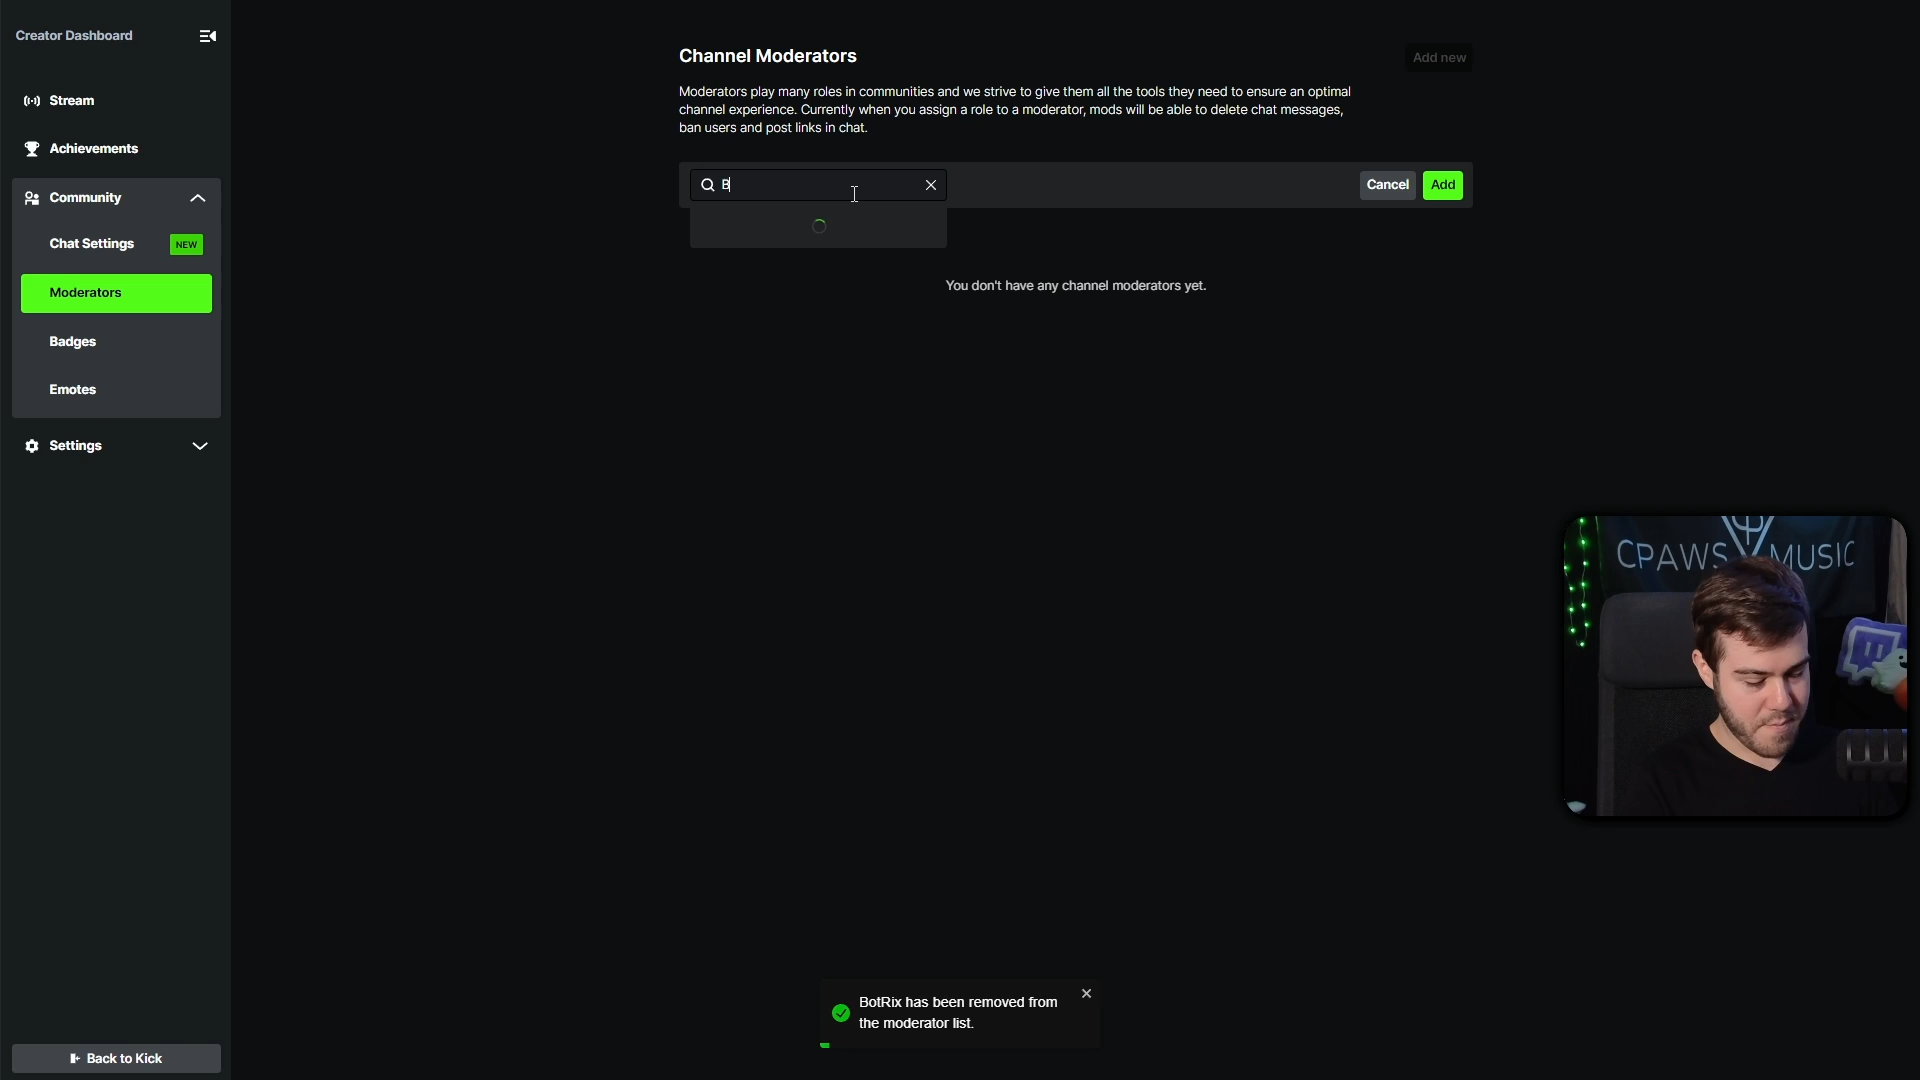 Creator Dashboard
Stream
Achievements
Community
Chat Settings
NEW
Moderators
Badges
Emotes
Settings
Back to Kick
Channel Moderators
Add new
Moderators play many roles in communities and we strive to give them all the tools they need to ensure an optimal
channel experience. Currently when you assign a role to a moderator, mods will be able to delete chat messages,
ban users and post links in chat.
B
Cancel
Add
You don't have any channel moderators yet.
CPAWS MUSIC
BotRix has been removed from
the moderator list.